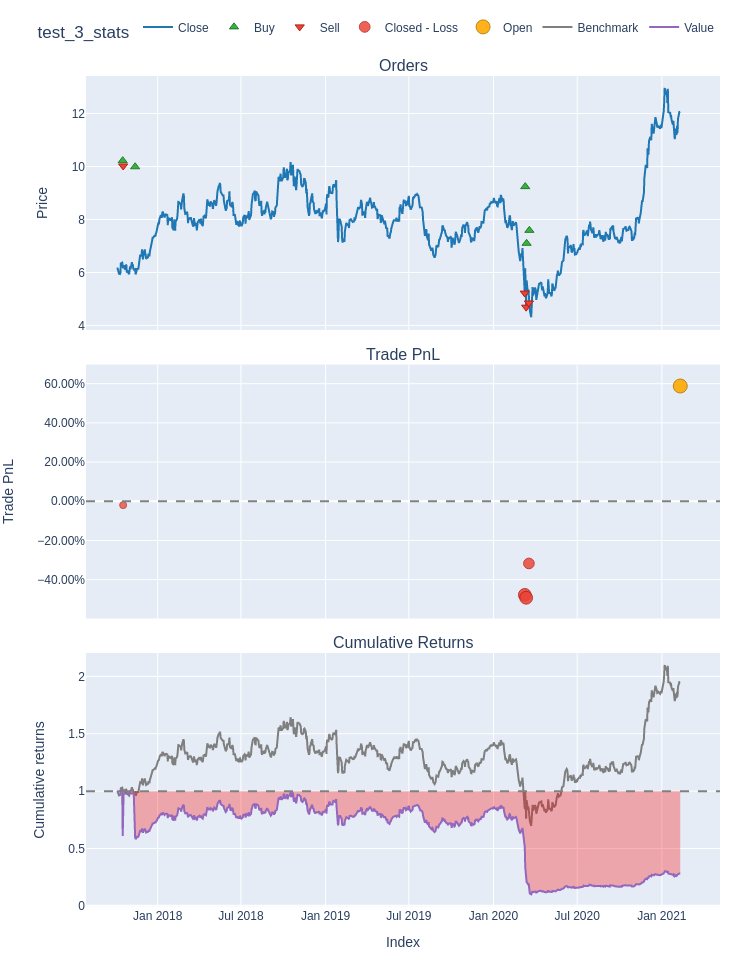 test_3_stats
Close Buy Sell Closed - Loss Open Benchmark Value
Orders
12
10
8
6
4
Price
Trade PnL
60.00%
40.00%
20.00%
0.00%
−20.00%
−40.00%
Trade PnL
Cumulative Returns
2
1.5
1
0.5
0
Cumulative returns
Jan 2018 Jul 2018 Jan 2019 Jul 2019 Jan 2020 Jul 2020 Jan 2021
Index